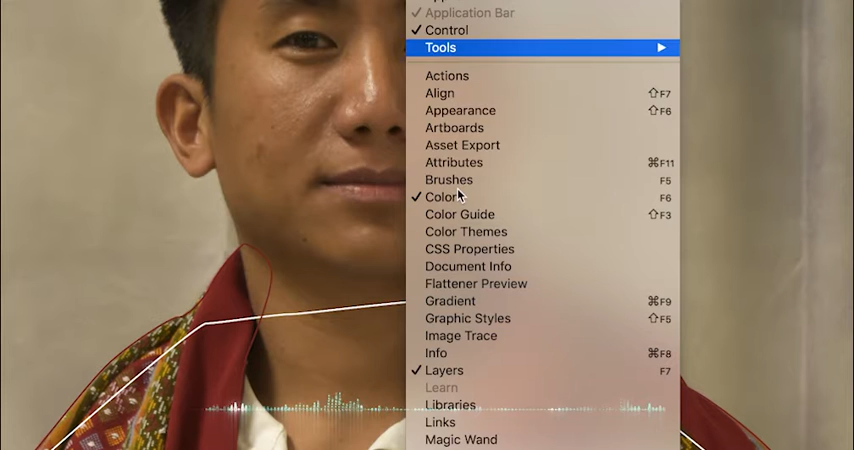 ✓ Application Bar
✓ Control
Tools ▶
Actions
Align ⇧F7
Appearance ⇧F6
Artboards
Asset Export
Attributes ⌘F11
Brushes F5
✓ Color F6
Color Guide ⇧F3
Color Themes
CSS Properties
Document Info
Flattener Preview
Gradient ⌘F9
Graphic Styles ⇧F5
Image Trace
Info ⌘F8
✓ Layers F7
Learn
Libraries
Links
Magic Wand